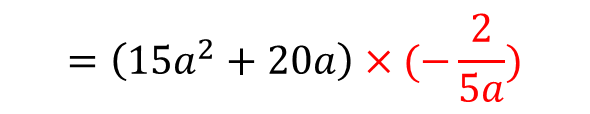 = (15a² + 20a) × (−2/5a)